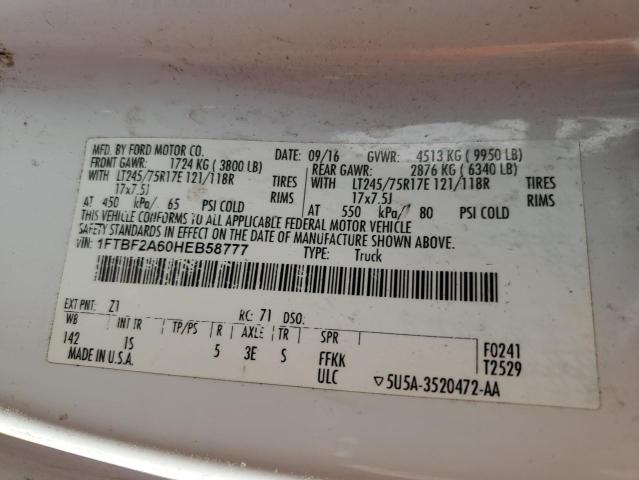 MFD. BY FORD MOTOR CO.
DATE: 09/16 GVWR: 4513 KG ( 9950 LB)
FRONT GAWR: 1724 KG ( 3800 LB) REAR GAWR: 2876 KG ( 6340 LB)
WITH LT245/75R17E 121/118R TIRES WITH LT245/75R17E 121/118R TIRES
17x7.5J RIMS 17x7.5J RIMS
AT 450 kPa/ 65 PSI COLD AT 550 kPa/ 80 PSI COLD
THIS VEHICLE CONFORMS TO ALL APPLICABLE FEDERAL MOTOR VEHICLE
SAFETY STANDARDS IN EFFECT ON THE DATE OF MANUFACTURE SHOWN ABOVE.
VIN: 1FTBF2A60HEB58777 TYPE: Truck
EXT PNT: Z1 RC: 71 DSO:
WB INT TR TP/PS R AXLE TR SPR F0241
142 IS 5 3E S FFKK T2529
MADE IN U.S.A. ULC ▽5U5A-3520472-AA